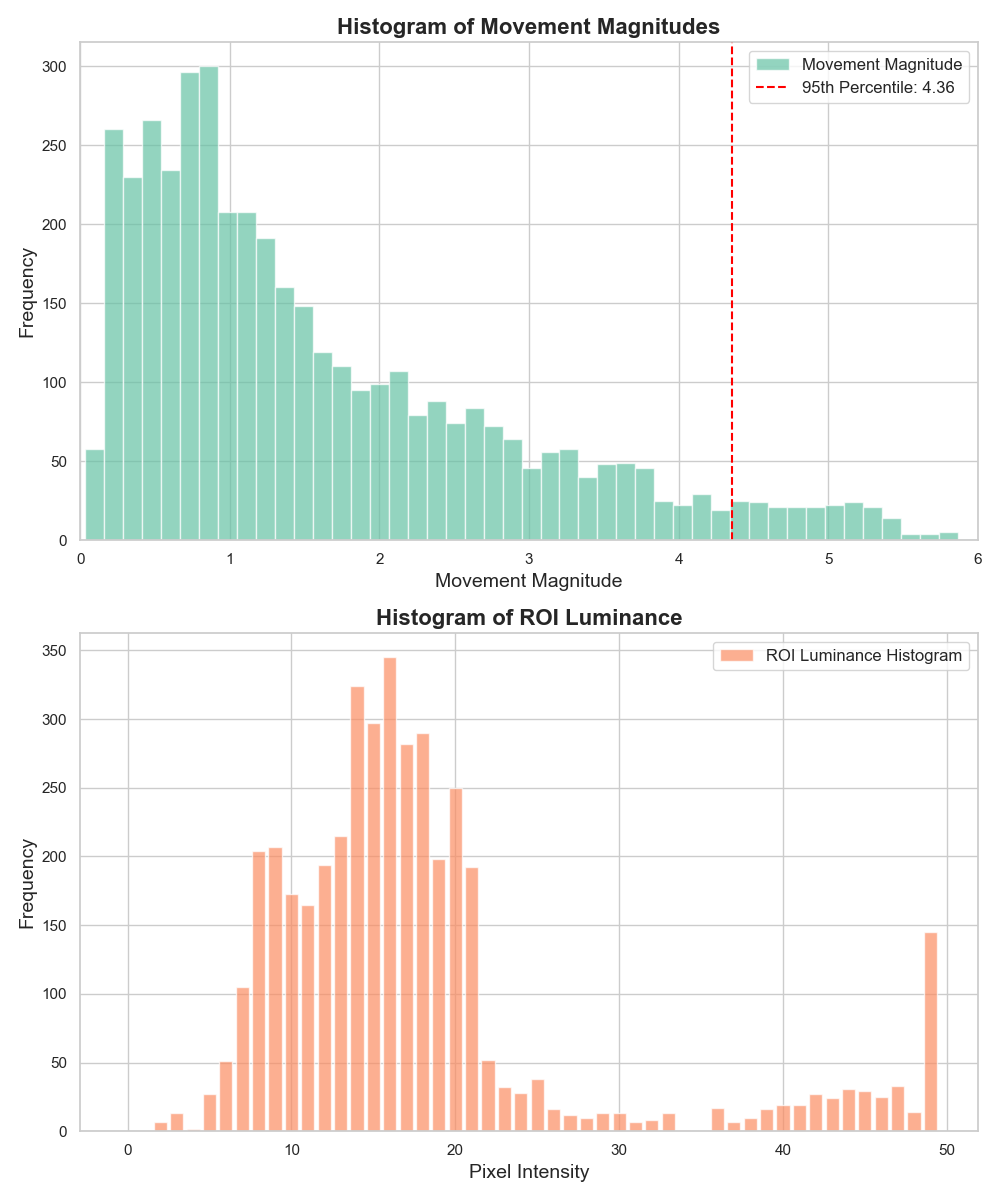 Histogram of Movement Magnitudes
Movement Magnitude
95th Percentile: 4.36
Frequency
300
250
200
150
100
50
0
0 1 2 3 4 5 6
Movement Magnitude
Histogram of ROI Luminance
ROI Luminance Histogram
Frequency
350
300
250
200
150
100
50
0
0 10 20 30 40 50
Pixel Intensity